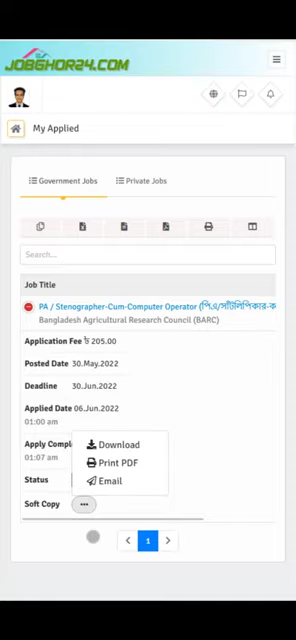 JOBGHOR24.COM
My Applied
Government Jobs
Private Jobs
Search...
Job Title
PA / Stenographer-Cum-Computer Operator (পিএ/সাঁটলিপিকার-ক
Bangladesh Agricultural Research Council (BARC)
Application Fee ৳ 205.00
Posted Date 30.May.2022
Deadline 30.Jun.2022
Applied Date 06.Jun.2022
01:00 am
Apply Compl
01:07 am
Download
Print PDF
Email
Status
Soft Copy
1